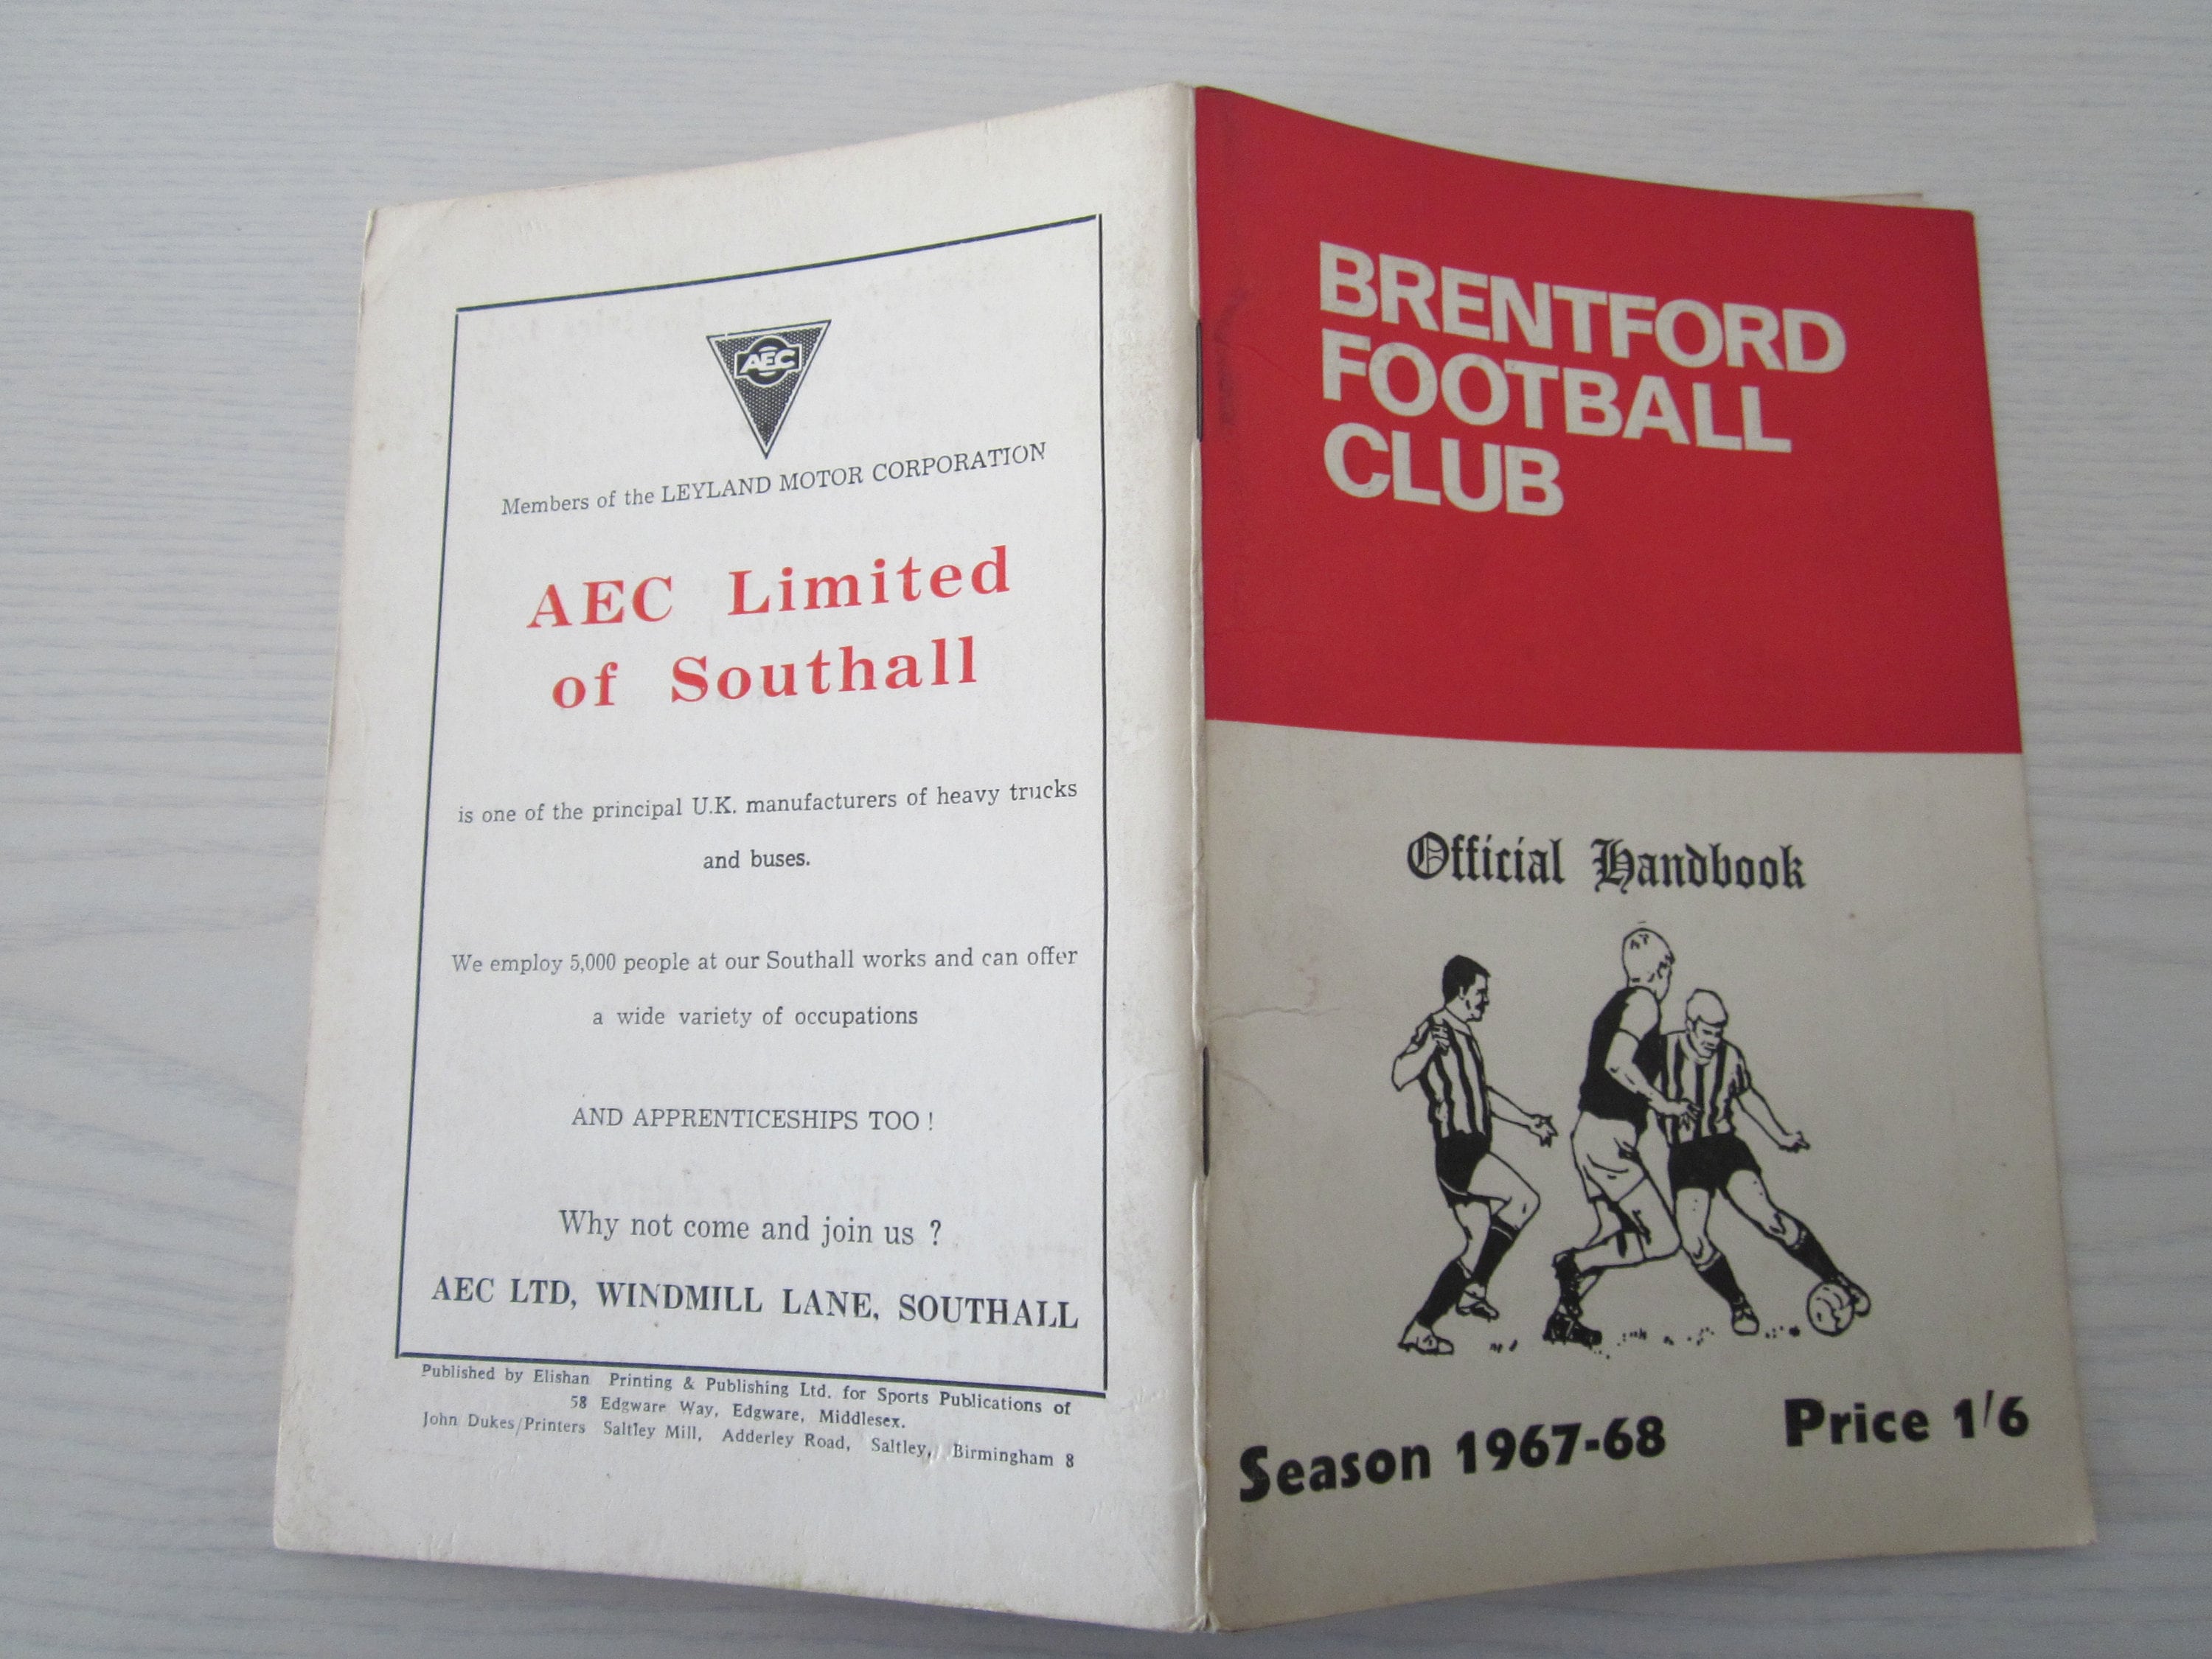 AEC
Members of the LEYLAND MOTOR CORPORATION
AEC Limited
of Southall
is one of the principal U.K. manufacturers of heavy trucks
and buses.
We employ 5,000 people at our Southall works and can offer
a wide variety of occupations
AND APPRENTICESHIPS TOO !
Why not come and join us ?
AEC LTD, WINDMILL LANE, SOUTHALL
Published by Elishan Printing & Publishing Ltd. for Sports Publications of
58 Edgware Way, Edgware, Middlesex.
John Dukes/Printers Saltley Mill, Adderley Road, Saltley, Birmingham 8
BRENTFORD
FOOTBALL
CLUB
Official Handbook
Season 1967-68 Price 1/6